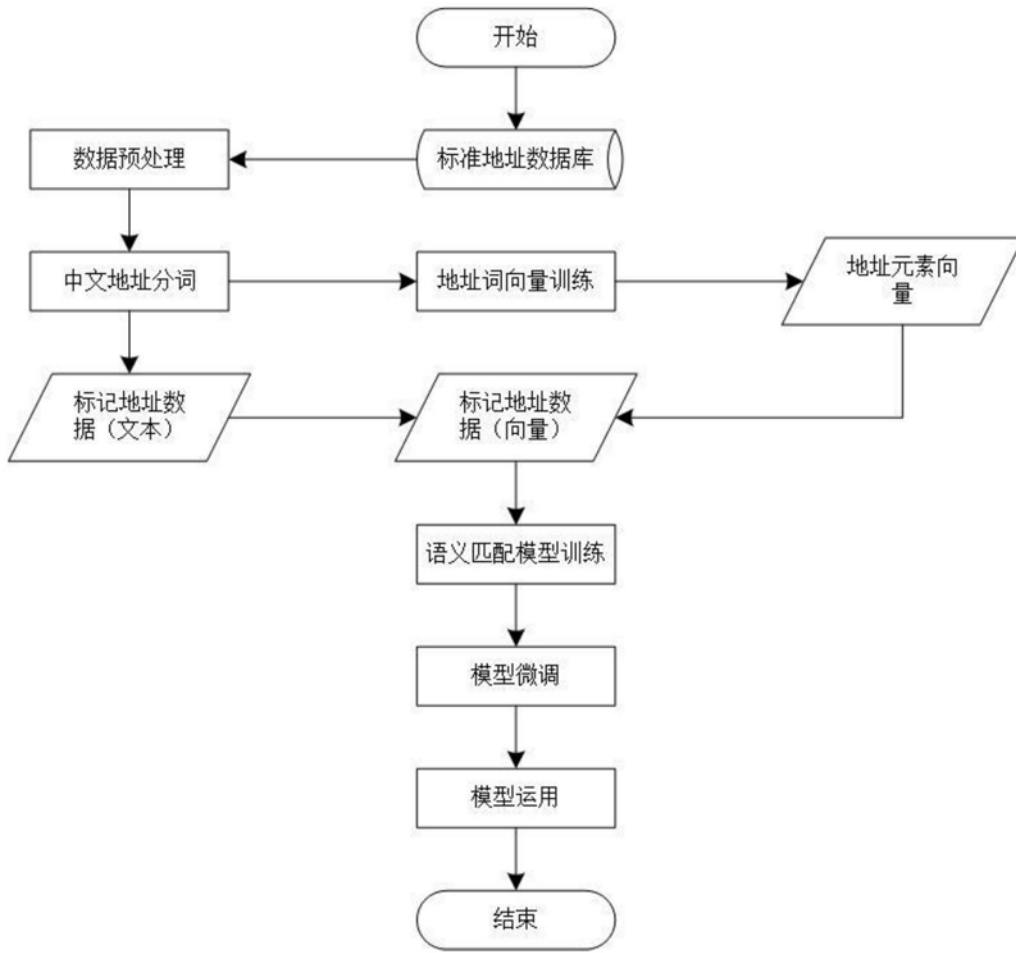 开始
数据预处理
标准地址数据库
中文地址分词
地址词向量训练
地址元素向
量
标记地址数
据（文本）
标记地址数
据（向量）
语义匹配模型训练
模型微调
模型运用
结束